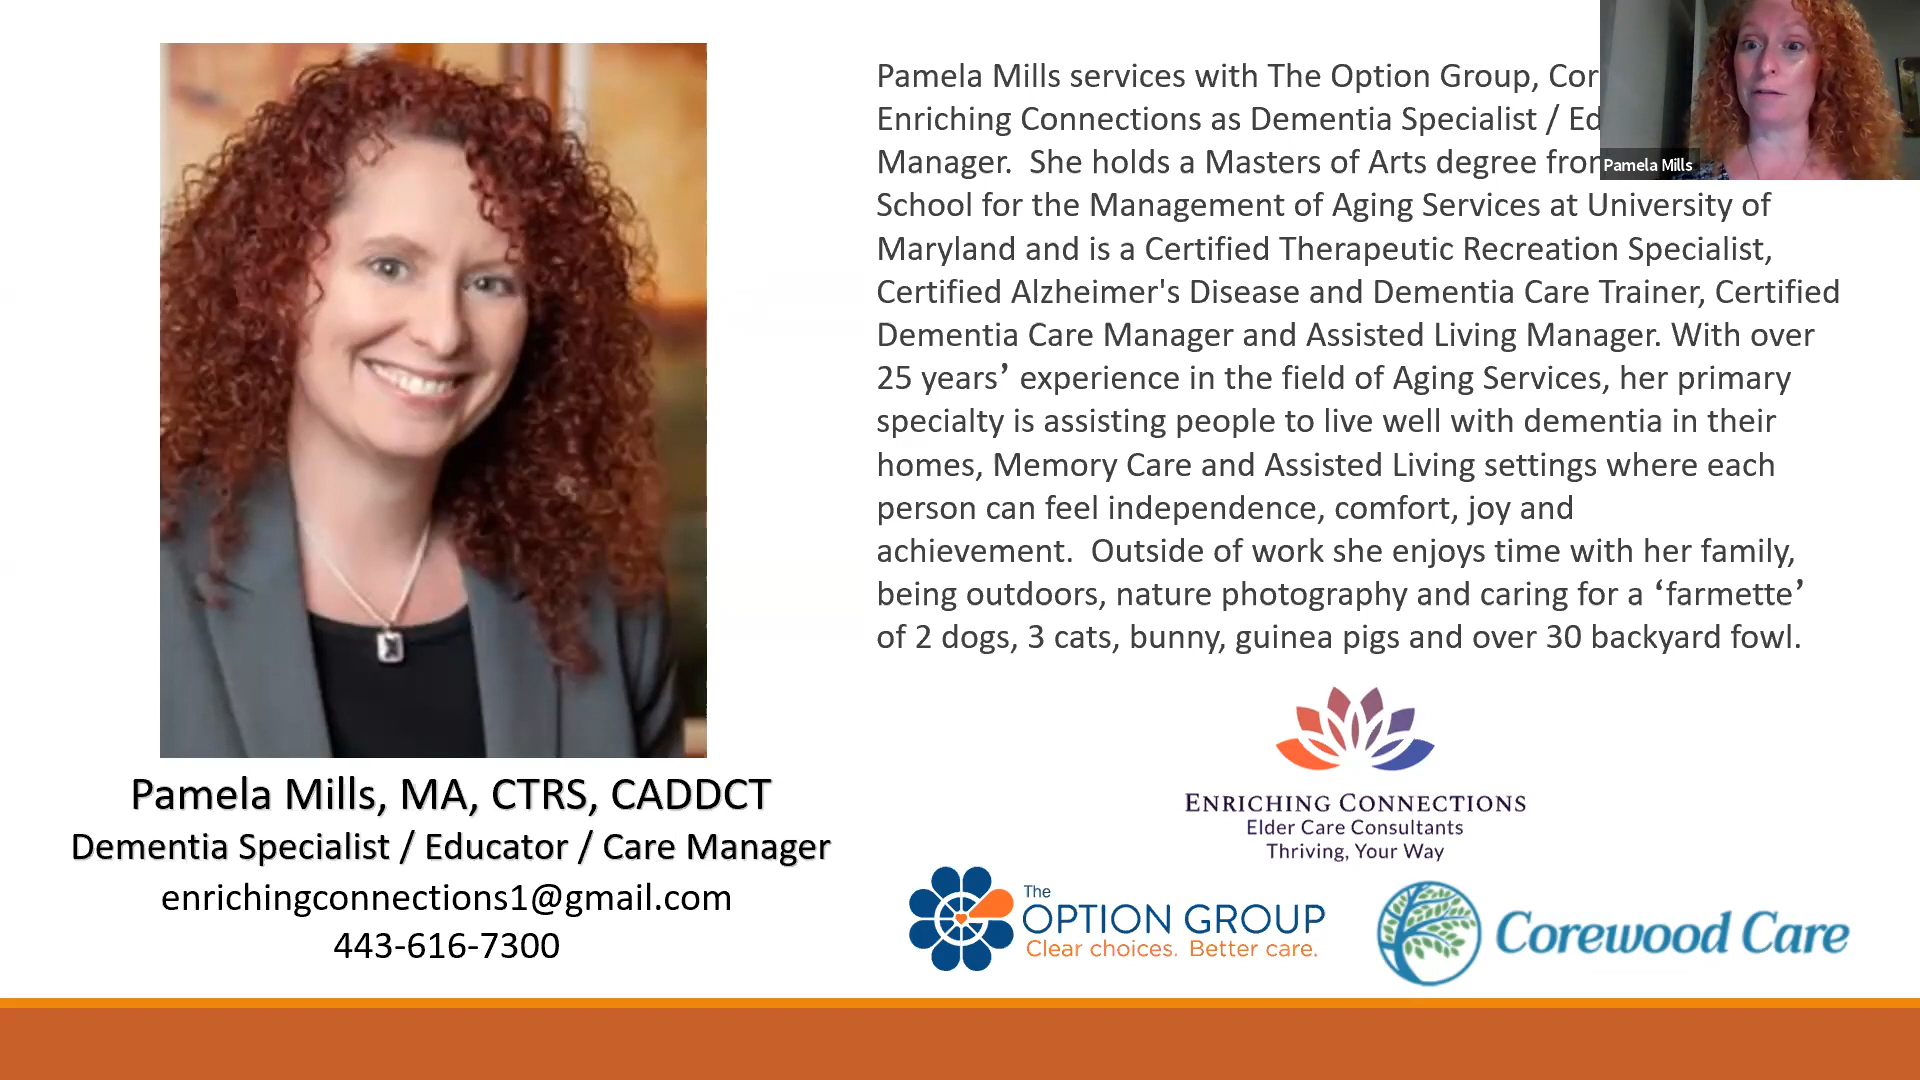 Pamela Mills services with The Option Group, Cor
Enriching Connections as Dementia Specialist / Ed
Manager.  She holds a Masters of Arts degree from
School for the Management of Aging Services at University of
Maryland and is a Certified Therapeutic Recreation Specialist,
Certified Alzheimer's Disease and Dementia Care Trainer, Certified
Dementia Care Manager and Assisted Living Manager. With over
25 years’ experience in the field of Aging Services, her primary
specialty is assisting people to live well with dementia in their
homes, Memory Care and Assisted Living settings where each
person can feel independence, comfort, joy and
achievement.  Outside of work she enjoys time with her family,
being outdoors, nature photography and caring for a ‘farmette’
of 2 dogs, 3 cats, bunny, guinea pigs and over 30 backyard fowl.
Pamela Mills
Pamela Mills, MA, CTRS, CADDCT
Dementia Specialist / Educator / Care Manager
enrichingconnections1@gmail.com
443-616-7300
ENRICHING CONNECTIONS
Elder Care Consultants
Thriving, Your Way
The
OPTION GROUP
Clear choices. Better care.
Corewood Care